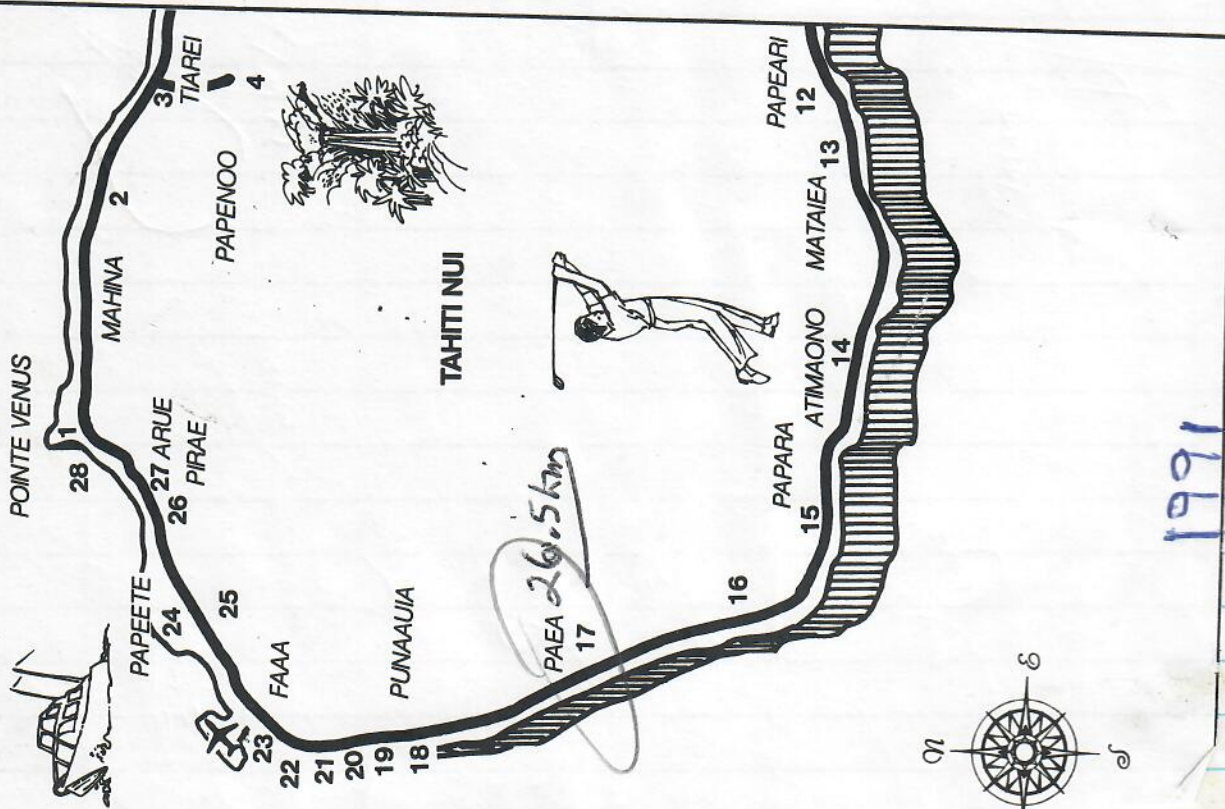 POINTE VENUS
1
28
MAHINA
2
3
TIAREI
4
PAPENOO
27 ARUE
26 PIRAE
PAPEETE
24
25
23
FAAA
22
21
20
19
PUNAAUIA
18
TAHITI NUI
PAEA 26.5 km
17
16
PAPARA
15
ATIMAONO
14
MATAIEA
13
PAPEARI
12
N
E
S
1991